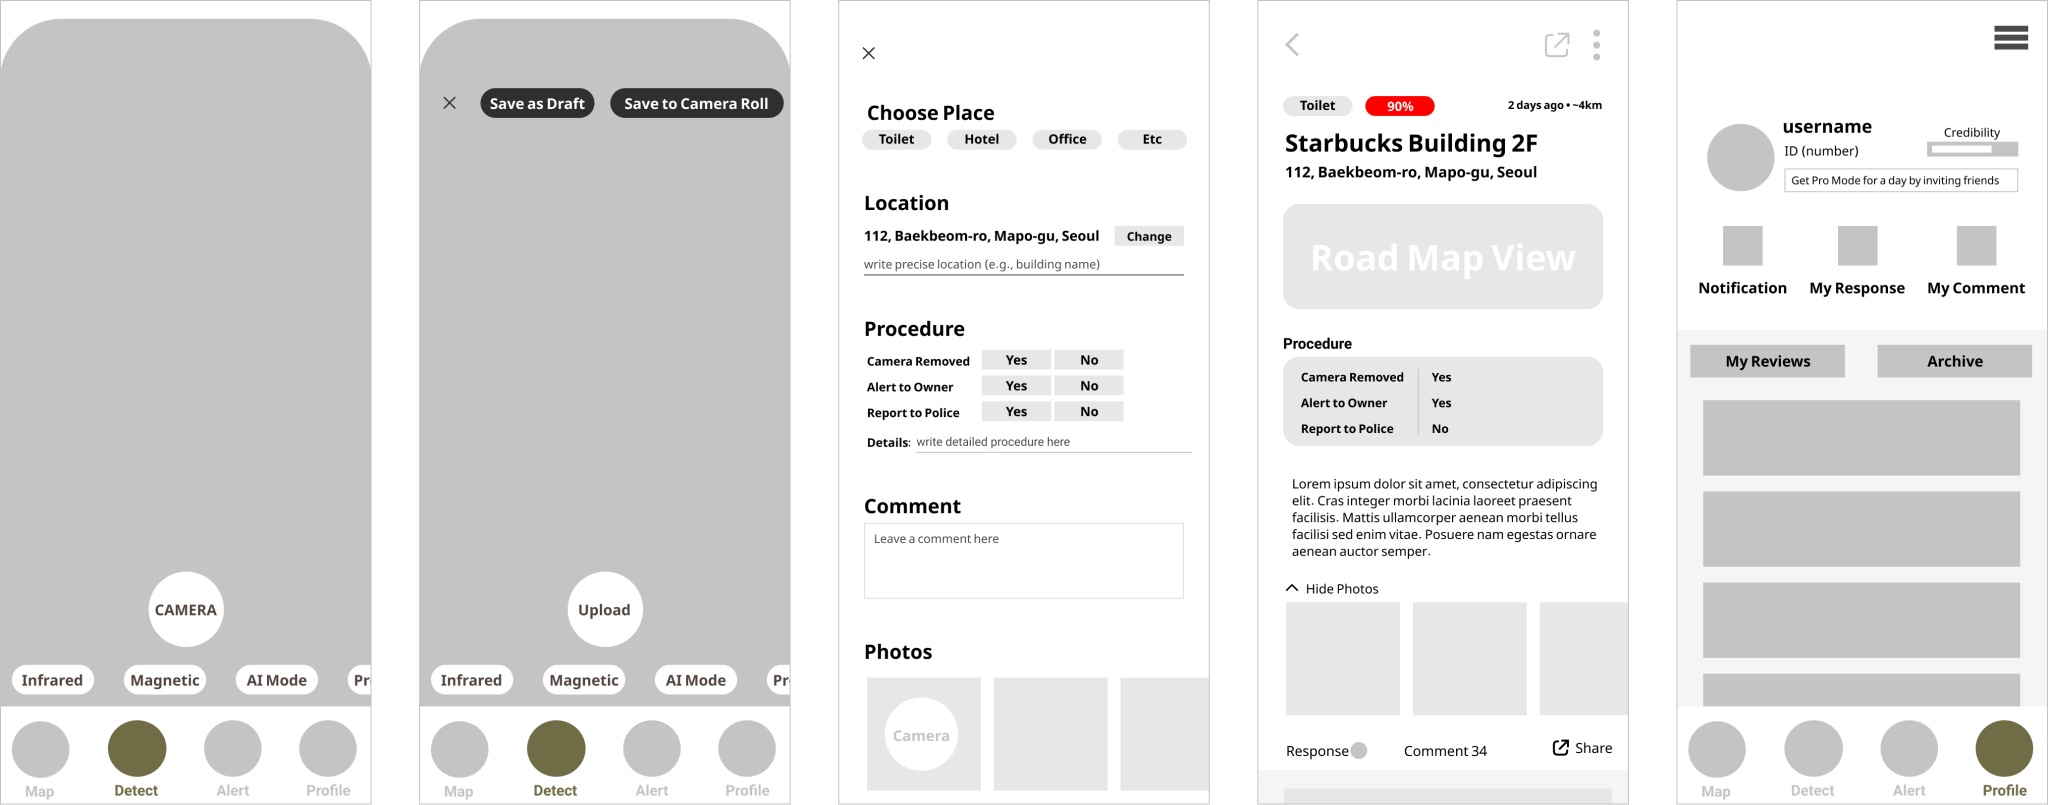 CAMERA
Infrared Magnetic AI Mode Pr
Map Detect Alert Profile
Save as Draft Save to Camera Roll
Upload
Infrared Magnetic AI Mode Pr
Map Detect Alert Profile
Choose Place
Toilet Hotel Office Etc
Location
112, Baekbeom-ro, Mapo-gu, Seoul Change
write precise location (e.g., building name)
Procedure
Camera Removed Yes No
Alert to Owner Yes No
Report to Police Yes No
Details: write detailed procedure here
Comment
Leave a comment here
Photos
Camera
Toilet 90% 2 days ago • ~4km
Starbucks Building 2F
112, Baekbeom-ro, Mapo-gu, Seoul
Road Map View
Procedure
Camera Removed Yes
Alert to Owner Yes
Report to Police No
Lorem ipsum dolor sit amet, consectetur adipiscing
elit. Cras integer morbi lacinia laoreet praesent
facilisis. Mattis ullamcorper aenean morbi tellus
facilisi sed enim vitae. Posuere nam egestas ornare
aenean auctor semper.
Hide Photos
Response Comment 34 Share
username
Credibility
ID (number)
Get Pro Mode for a day by inviting friends
Notification My Response My Comment
My Reviews Archive
Map Detect Alert Profile